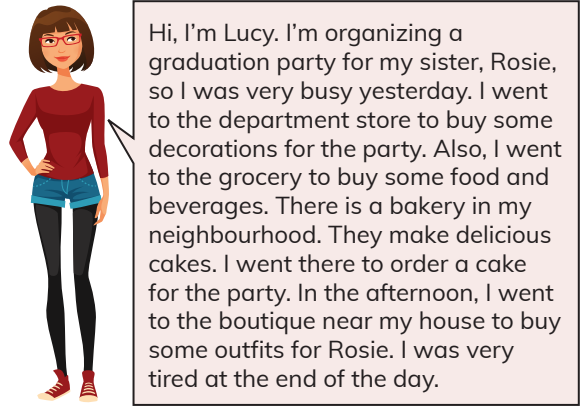 Hi, I’m Lucy. I’m organizing a
graduation party for my sister, Rosie,
so I was very busy yesterday. I went
to the department store to buy some
decorations for the party. Also, I went
to the grocery to buy some food and
beverages. There is a bakery in my
neighbourhood. They make delicious
cakes. I went there to order a cake
for the party. In the afternoon, I went
to the boutique near my house to buy
some outfits for Rosie. I was very
tired at the end of the day.